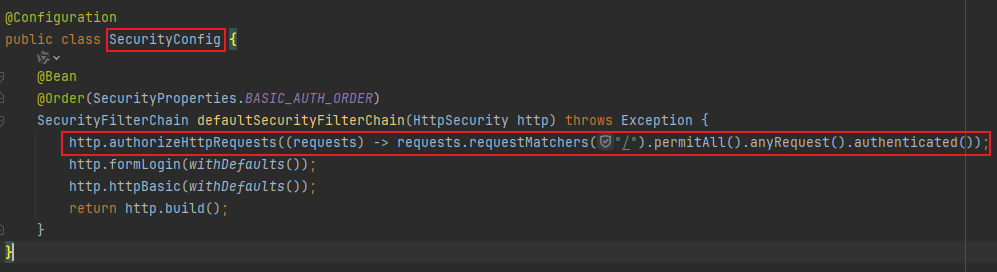 @Configuration
public class SecurityConfig {
@Bean
@Order(SecurityProperties.BASIC_AUTH_ORDER)
SecurityFilterChain defaultSecurityFilterChain(HttpSecurity http) throws Exception {
http.authorizeHttpRequests((requests) -> requests.requestMatchers("/").permitAll().anyRequest().authenticated());
http.formLogin(withDefaults());
http.httpBasic(withDefaults());
return http.build();
}
}